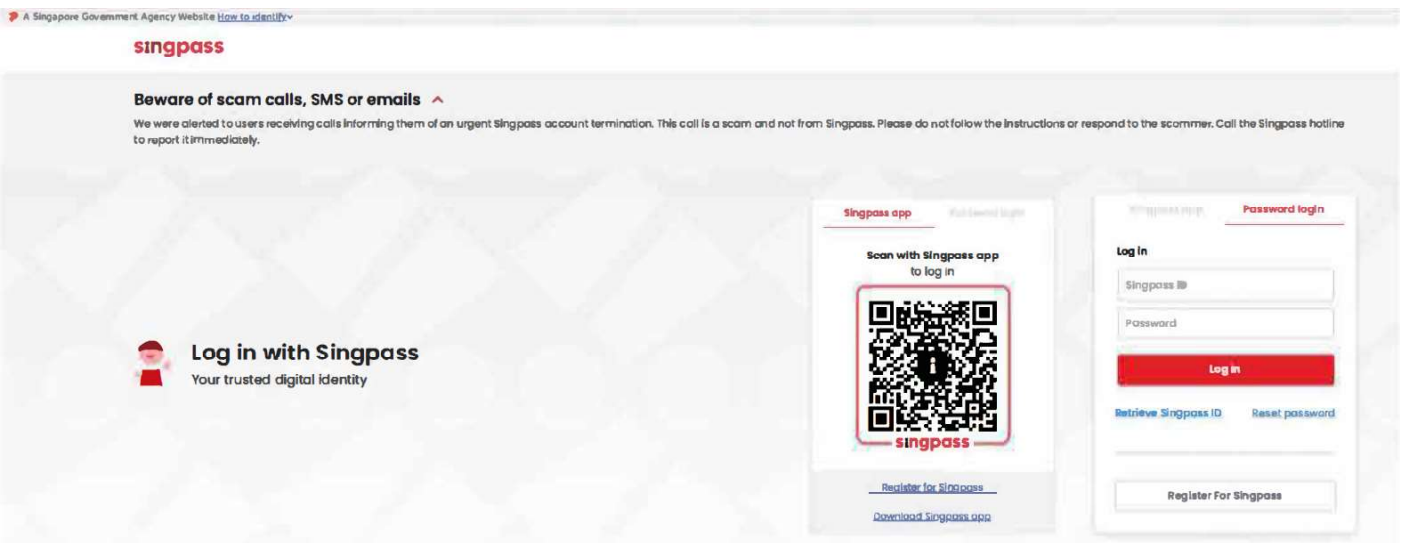 A Singapore Government Agency Website How to identify
singpass
Beware of scam calls, SMS or emails
We were alerted to users receiving calls informing them of an urgent Singpass account termination. This call is a scam and not from Singpass. Please do not follow the instructions or respond to the scammer. Call the Singpass hotline
to report it immediately.
Log in with Singpass
Your trusted digital identity
Singpass app Password login
Scan with Singpass app
to log in
singpass
Register for Singpass
Download Singpass app
Singpass app Password login
Log in
Singpass ID
Password
Log in
Retrieve Singpass ID Reset password
Register For Singpass